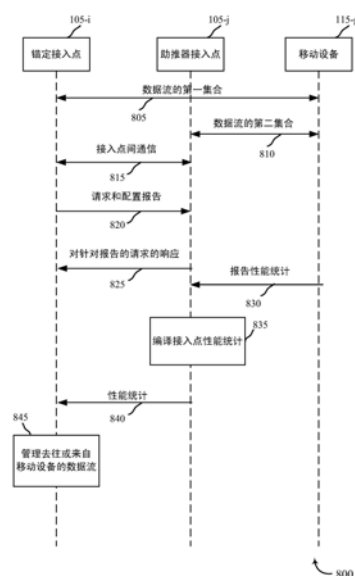 105-i
105-j
锚定接入点
助推器接入点
移动设备
数据流的第一集合
805
数据流的第二集合
810
接入点间通信
815
请求和配置报告
820
对针对报告的请求的响应
825
报告性能统计
830
835
编译接入点性能统计
性能统计
840
845
管理去往或来自
移动设备的数据流
800